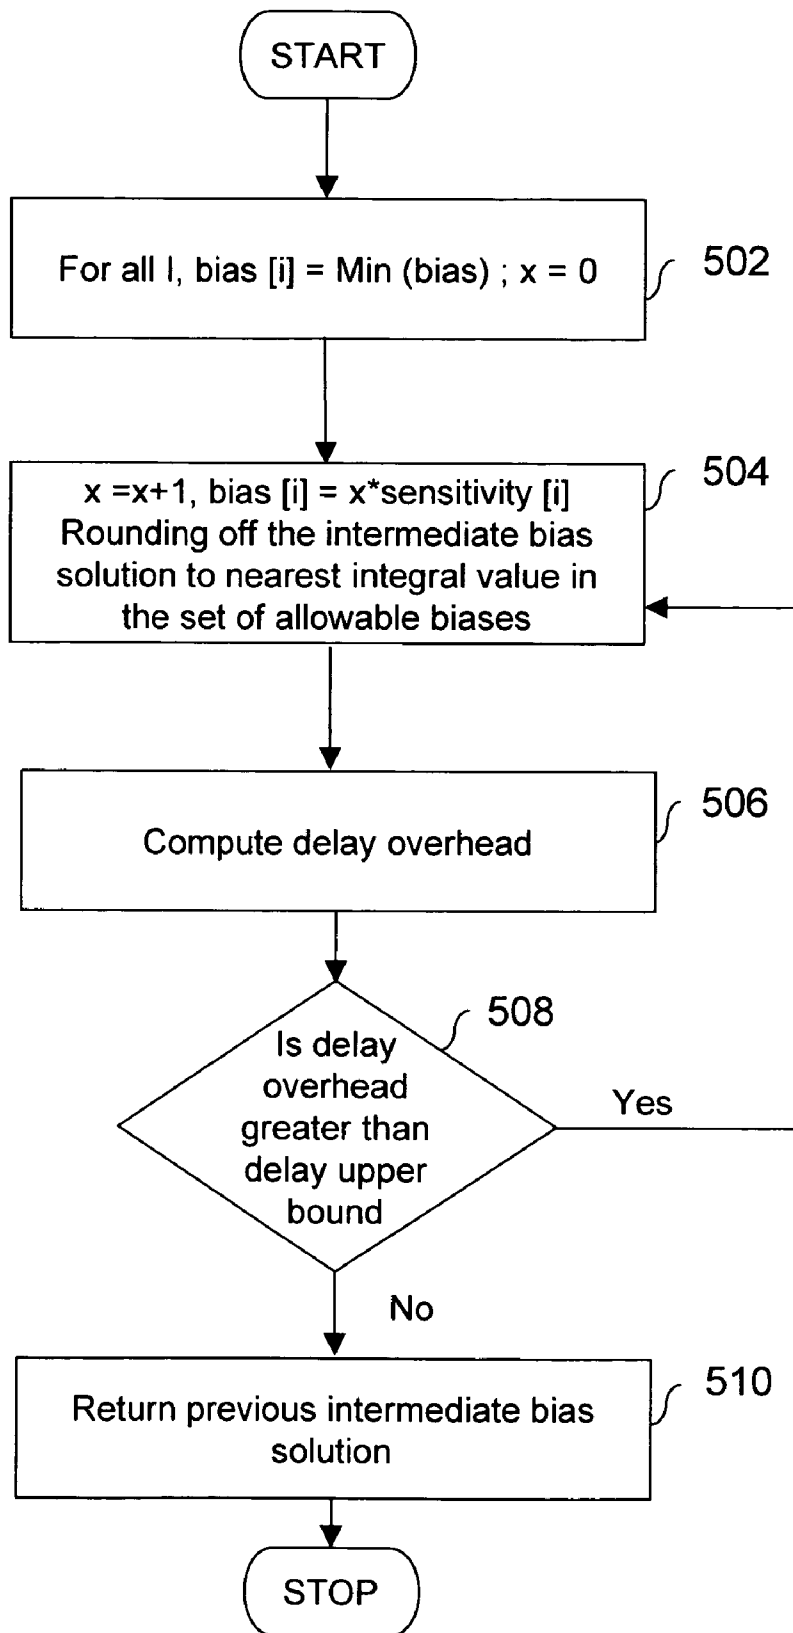 START
For all I, bias [i] = Min (bias) ; x = 0
502
x =x+1, bias [i] = x*sensitivity [i]
Rounding off the intermediate bias
solution to nearest integral value in
the set of allowable biases
504
Compute delay overhead
506
Is delay
overhead
greater than
delay upper
bound
508
Yes
No
Return previous intermediate bias
solution
510
STOP